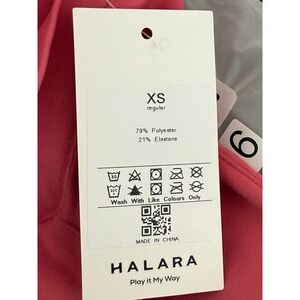 XS
regular
79% Polyester
21% Elastane
Wash With Like Colours Only
MADE IN CHINA
HALARA
Play it My Way